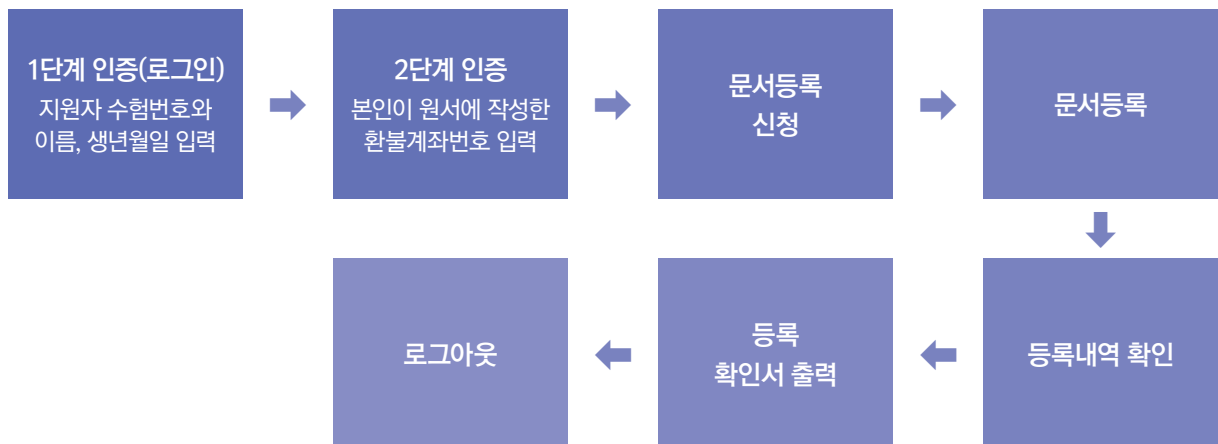 1단계 인증(로그인)
지원자 수험번호와
이름, 생년월일 입력
2단계 인증
본인이 원서에 작성한
환불계좌번호 입력
문서등록
신청
문서등록
등록내역 확인
등록
확인서 출력
로그아웃